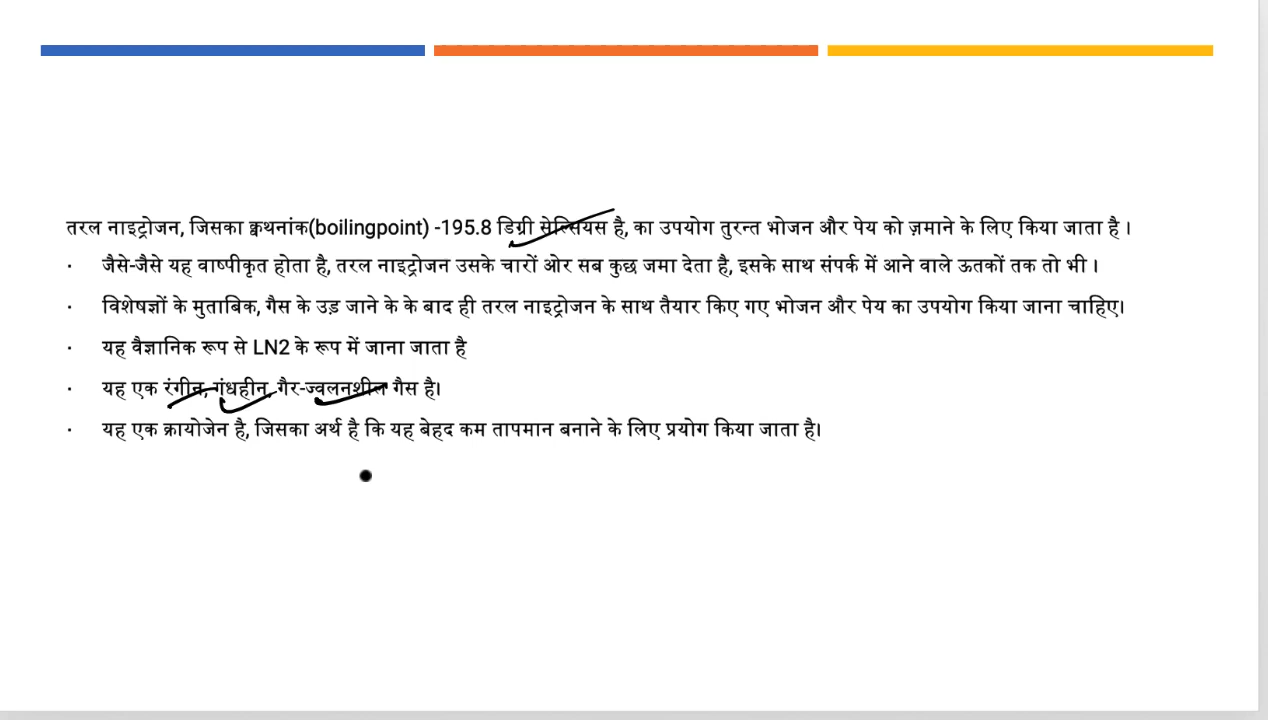 तरल नाइट्रोजन, जिसका क्वथनांक(boilingpoint) -195.8 डिग्री सेल्सियस है, का उपयोग तुरन्त भोजन और पेय को ज़माने के लिए किया जाता है ।
· जैसे-जैसे यह वाष्पीकृत होता है, तरल नाइट्रोजन उसके चारों ओर सब कुछ जमा देता है, इसके साथ संपर्क में आने वाले ऊतकों तक तो भी ।
· विशेषज्ञों के मुताबिक, गैस के उड़ जाने के के बाद ही तरल नाइट्रोजन के साथ तैयार किए गए भोजन और पेय का उपयोग किया जाना चाहिए।
· यह वैज्ञानिक रूप से LN2 के रूप में जाना जाता है
· यह एक रंगीन, गंधहीन, गैर-ज्वलनशील गैस है।
· यह एक क्रायोजेन है, जिसका अर्थ है कि यह बेहद कम तापमान बनाने के लिए प्रयोग किया जाता है।